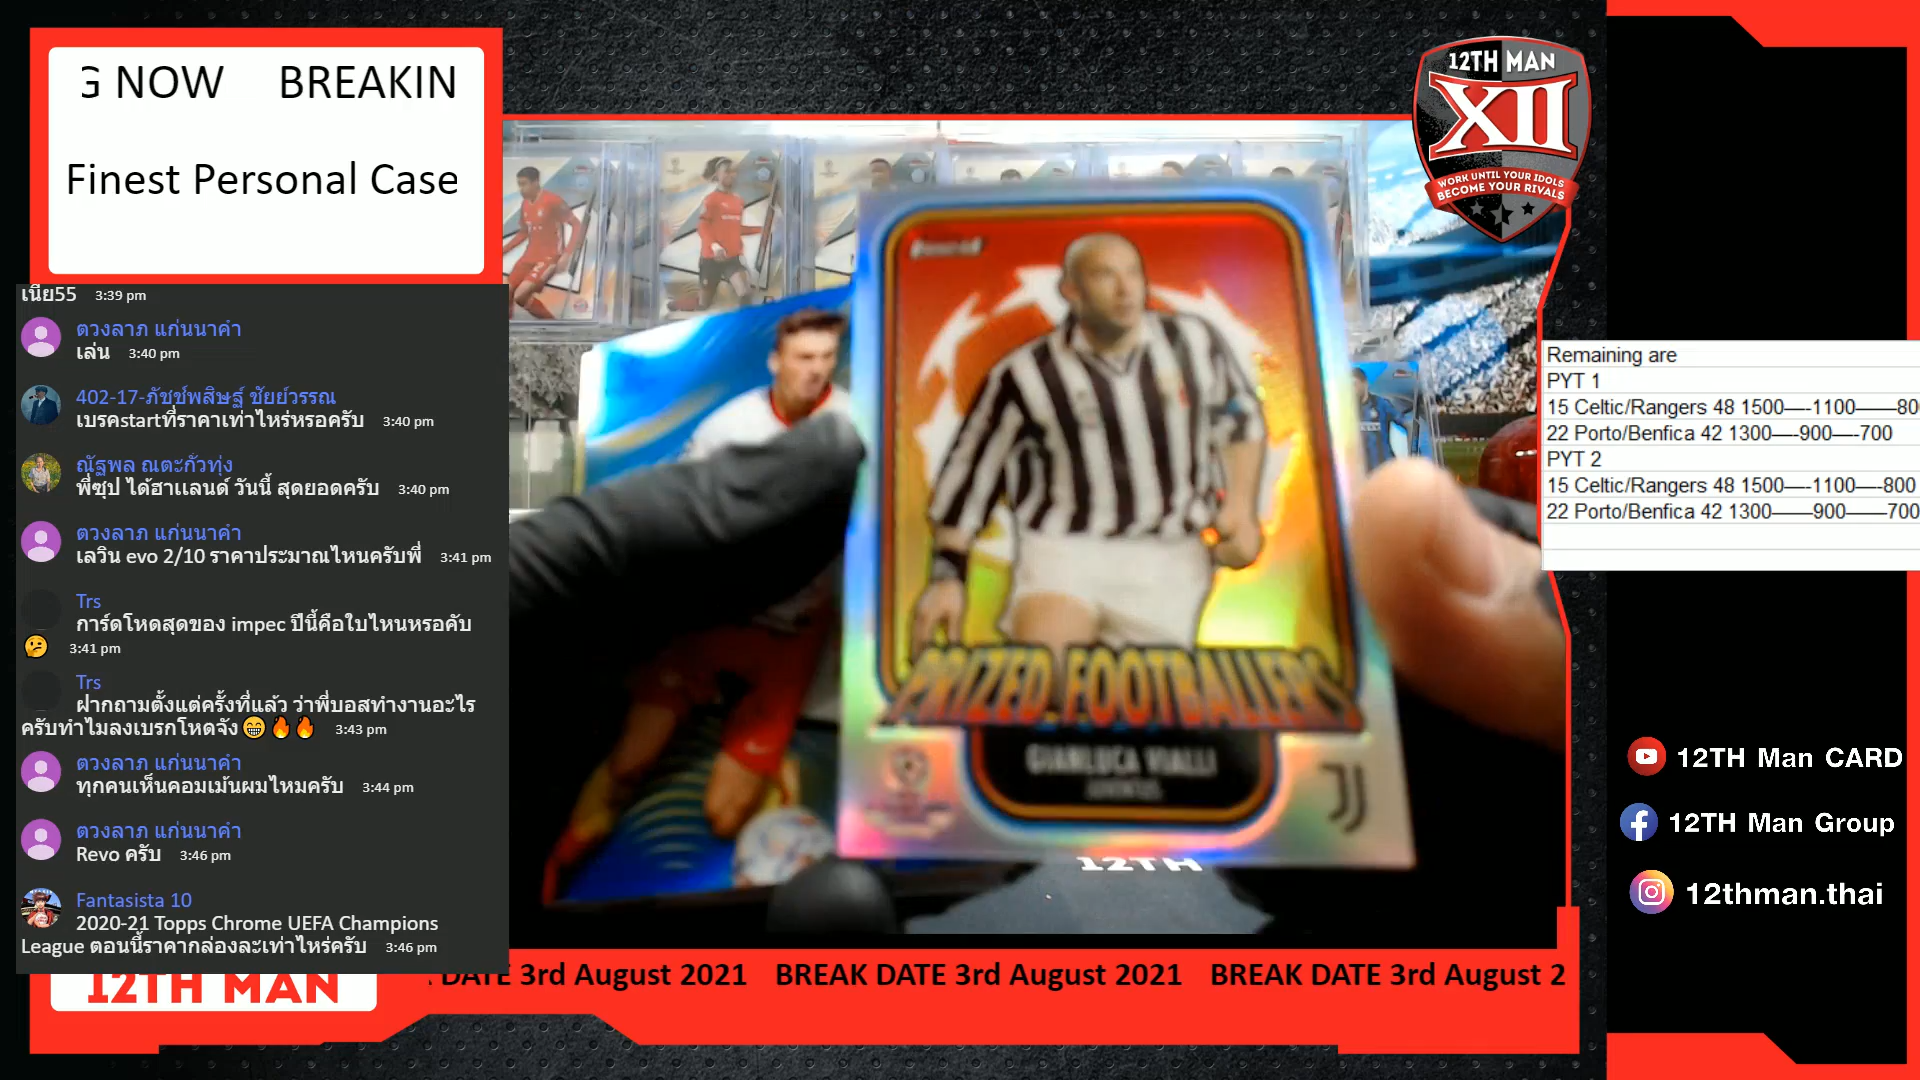 G NOW BREAKIN
Finest Personal Case
เนี่ย55 3:39 pm
ตวงลาภ แก่นนาคำ
เล่น 3:40 pm
402-17-ภัชช์พสิษฐ์ ชัยย์วรรณ
เบรคstartที่ราคาเท่าไหร่หรอครับ 3:40 pm
ณัฐพล ณตะกั่วทุ่ง
พี่ซุป ได้ฮาแลนด์ วันนี้ สุดยอดครับ 3:40 pm
ตวงลาภ แก่นนาคำ
เลวิน evo 2/10 ราคาประมาณไหนครับพี่ 3:41 pm
Trs
การ์ดโหดสุดของ impec ปีนี้คือใบไหนหรอคับ
🤔 3:41 pm
Trs
ฝากถามตั้งแต่ครั้งที่แล้ว ว่าพี่บอสทำงานอะไร
ครับทำไมลงเบรกโหดจัง😁🔥🔥 3:43 pm
ตวงลาภ แก่นนาคำ
ทุกคนเห็นคอมเม้นผมไหมครับ 3:44 pm
ตวงลาภ แก่นนาคำ
Revo ครับ 3:46 pm
Fantasista 10
2020-21 Topps Chrome UEFA Champions
League ตอนนี้ราคากล่องละเท่าไหร่ครับ 3:46 pm
12TH MAN
DATE 3rd August 2021 BREAK DATE 3rd August 2021 BREAK DATE 3rd August 2
PRIZED FOOTBALLERS
GIANLUCA VIALLI
JUVENTUS
12TH
12TH MAN
XII
WORK UNTIL YOUR IDOLS
BECOME YOUR RIVALS
Remaining are
PYT 1
15 Celtic/Rangers 48 1500—-1100——80
22 Porto/Benfica 42 1300—-900—-700
PYT 2
15 Celtic/Rangers 48 1500—-1100—-800
22 Porto/Benfica 42 1300——900——700
12TH Man CARD
12TH Man Group
12thman.thai